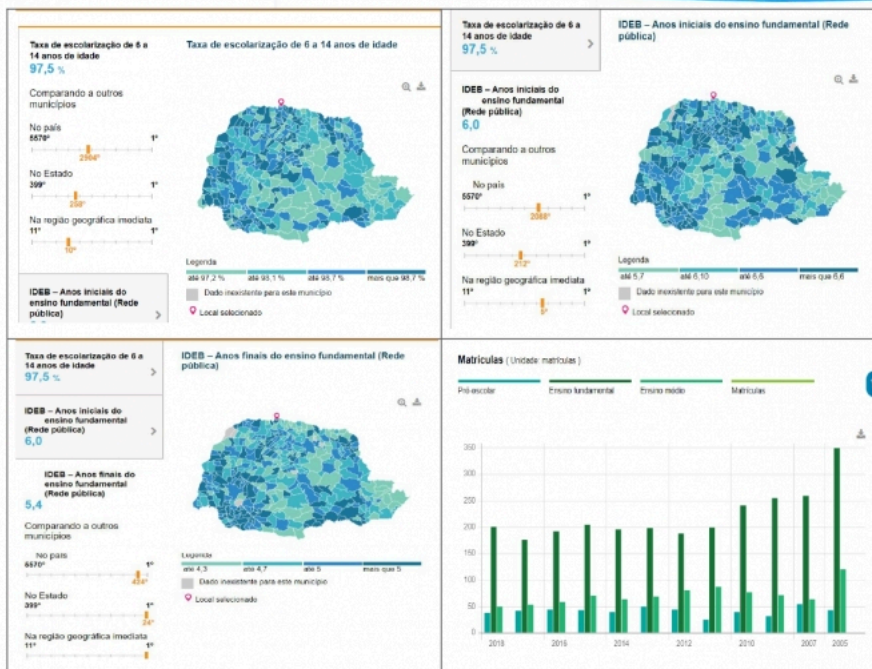 Taxa de escolarização de 6 a
14 anos de idade
97,5 %
Comparando a outros
municípios
No país
5570º 1º
2904º
No Estado
399º 1º
258º
Na região geográfica imediata
11º 1º
10º
IDEB – Anos iniciais do
ensino fundamental (Rede
pública)
Taxa de escolarização de 6 a 14 anos de idade
Legenda
até 97,2 % até 98,1 % até 98,7 % mais que 98,7 %
Dado inexistente para este município
Local selecionado
Taxa de escolarização de 6 a
14 anos de idade
97,5 %
IDEB – Anos iniciais do
ensino fundamental
(Rede pública)
6,0
Comparando a outros
municípios
No país
5570º 1º
2088º
No Estado
399º 1º
212º
Na região geográfica imediata
11º 1º
5º
IDEB – Anos iniciais do ensino fundamental (Rede
pública)
Legenda
até 5,7 até 6,10 até 6,6 mais que 6,6
Dado inexistente para este município
Local selecionado
Taxa de escolarização de 6 a
14 anos de idade
97,5 %
IDEB – Anos iniciais do
ensino fundamental
(Rede pública)
6,0
IDEB – Anos finais do
ensino fundamental
(Rede pública)
5,4
Comparando a outros
municípios
No país
5570º 1º
424º
No Estado
399º 1º
24º
Na região geográfica imediata
11º 1º
IDEB – Anos finais do ensino fundamental (Rede
pública)
Legenda
até 4,3 até 4,7 até 5 mais que 5
Dado inexistente para este município
Local selecionado
Matrículas ( Unidade: matrículas )
Pré-escolar Ensino fundamental Ensino médio Matrículas
350
300
250
200
150
100
50
0
2018 2016 2014 2012 2010 2007 2005